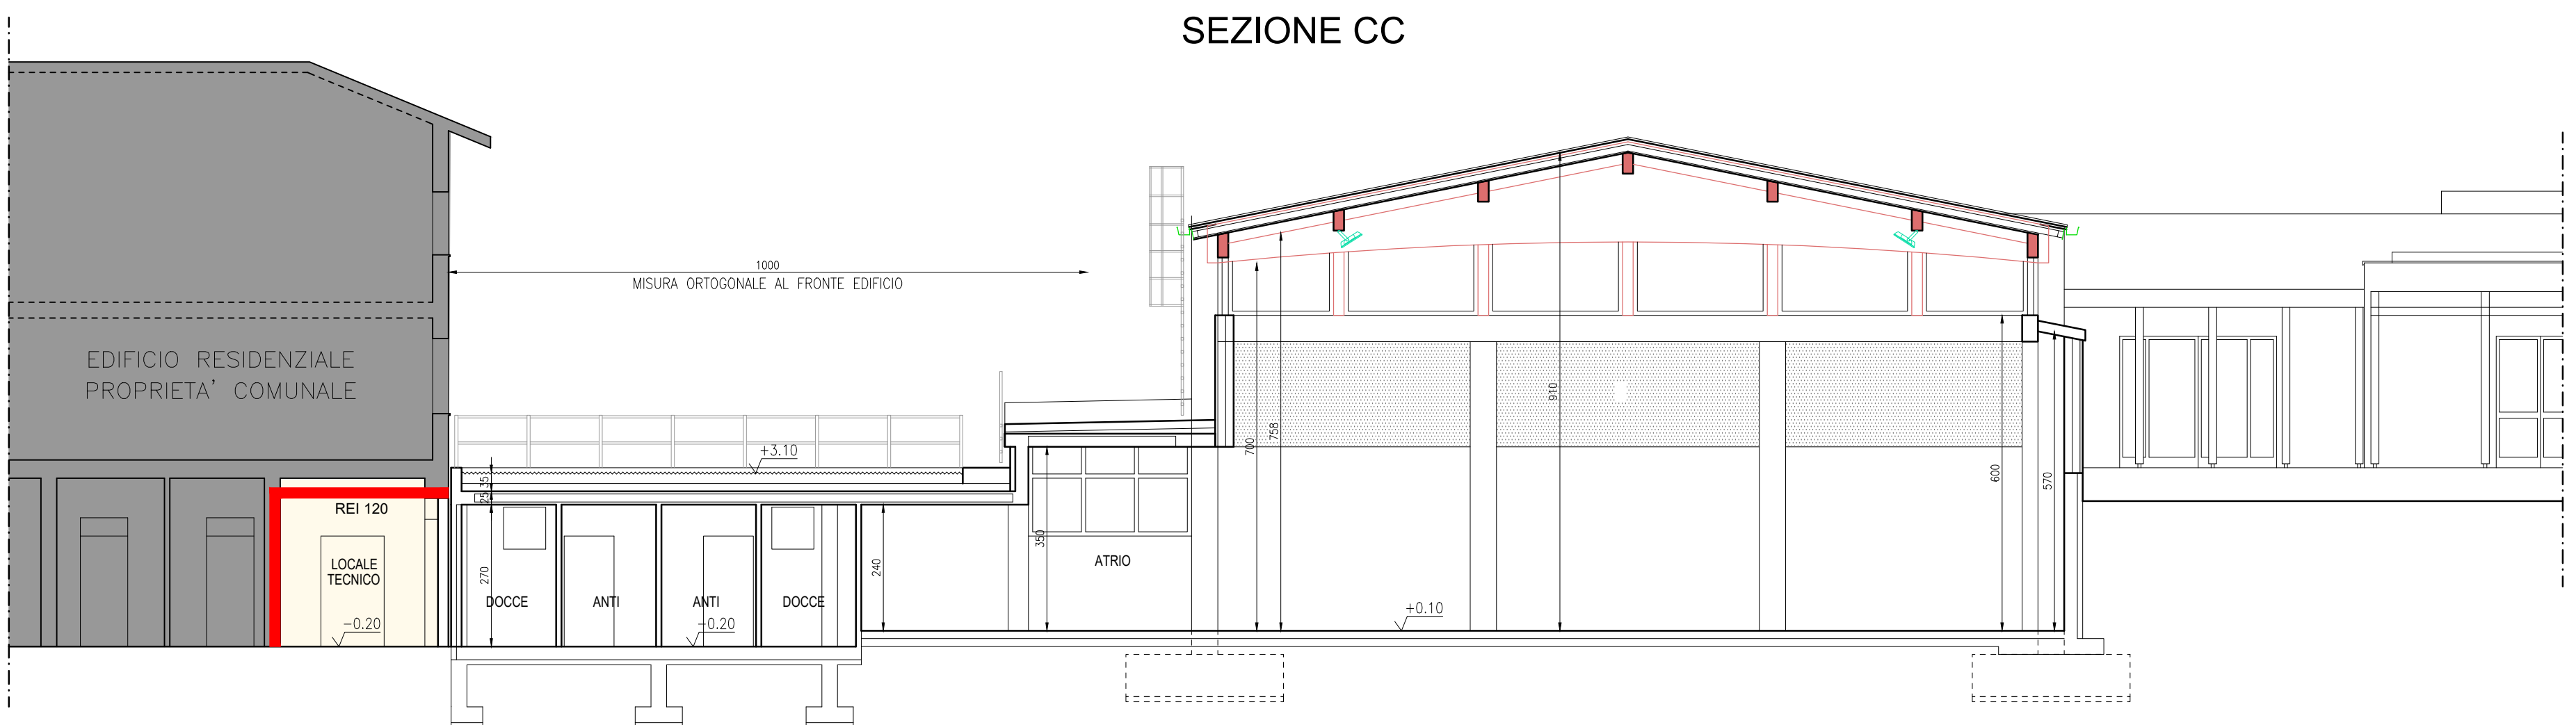 SEZIONE CC
1000
MISURA ORTOGONALE AL FRONTE EDIFICIO
EDIFICIO RESIDENZIALE
PROPRIETA' COMUNALE
+3.10
35
25
REI 120
LOCALE
TECNICO
-0.20
270
DOCCE
ANTI
ANTI
-0.20
DOCCE
240
350
ATRIO
700
758
910
+0.10
600
570